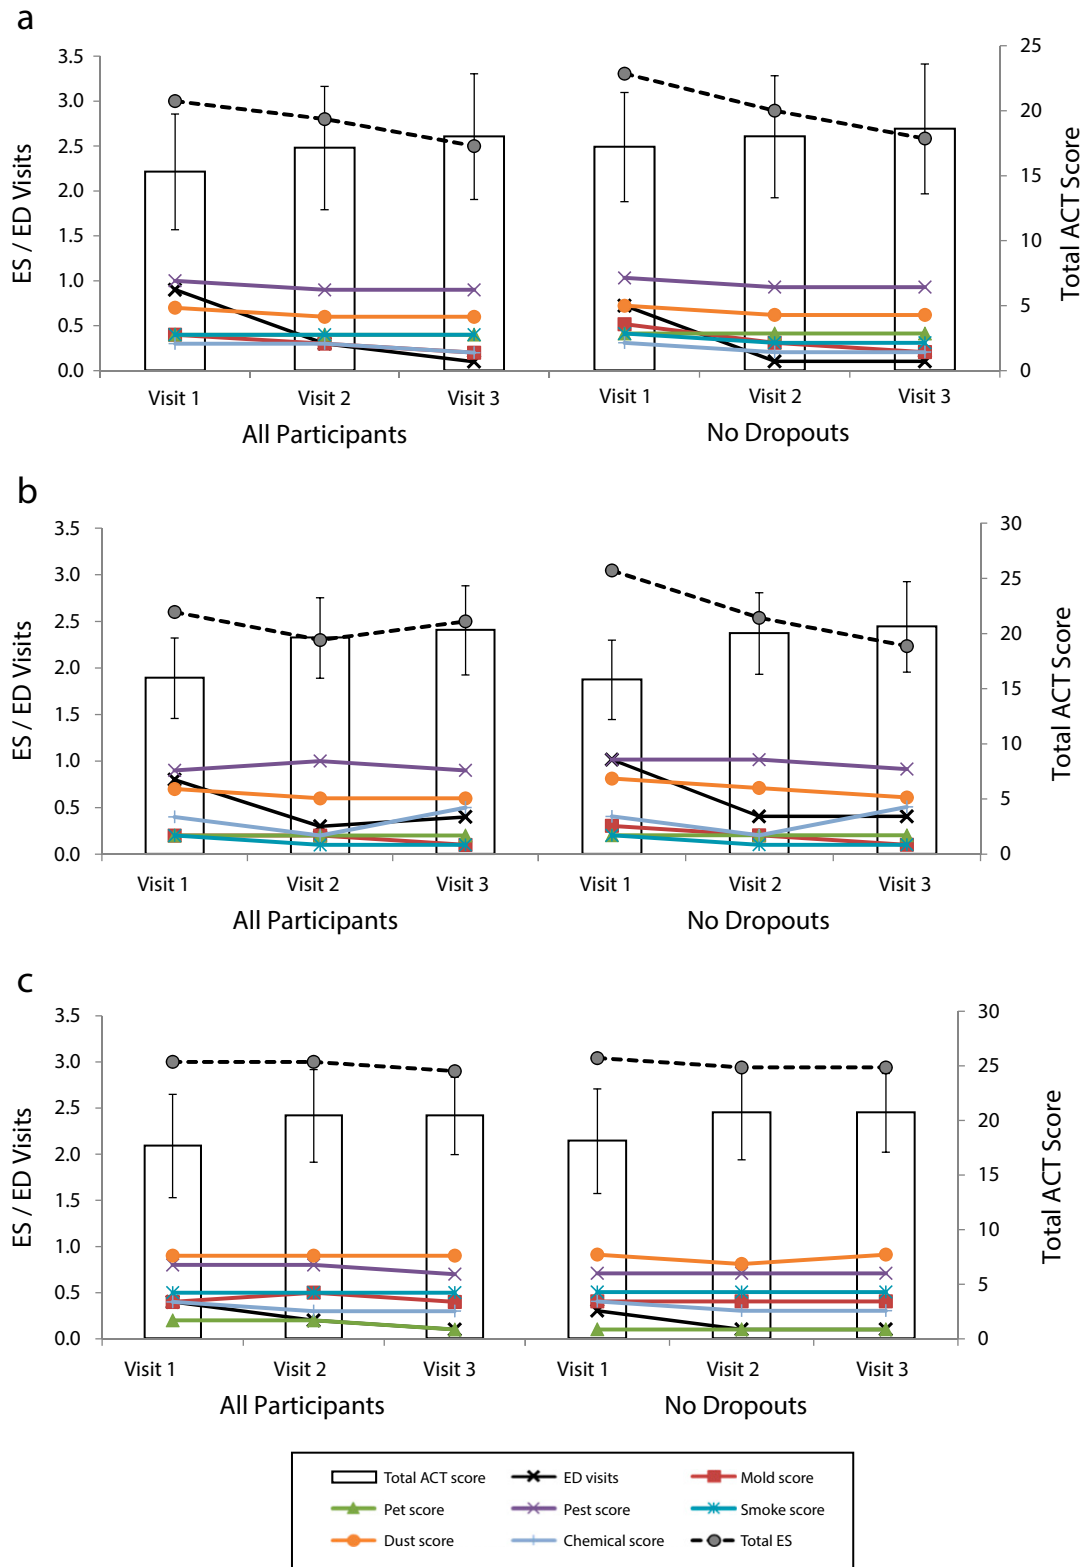 a
3.5
3.0
2.5
2.0
1.5
1.0
0.5
0.0
ES / ED Visits
25
20
15
10
5
0
Total ACT Score
Visit 1 Visit 2 Visit 3 Visit 1 Visit 2 Visit 3
All Participants No Dropouts
b
3.5
3.0
2.5
2.0
1.5
1.0
0.5
0.0
ES / ED Visits
30
25
20
15
10
5
0
Total ACT Score
Visit 1 Visit 2 Visit 3 Visit 1 Visit 2 Visit 3
All Participants No Dropouts
c
3.5
3.0
2.5
2.0
1.5
1.0
0.5
0.0
ES / ED Visits
30
25
20
15
10
5
0
Total ACT Score
Visit 1 Visit 2 Visit 3 Visit 1 Visit 2 Visit 3
All Participants No Dropouts
Total ACT score ED visits Mold score
Pet score Pest score Smoke score
Dust score Chemical score Total ES